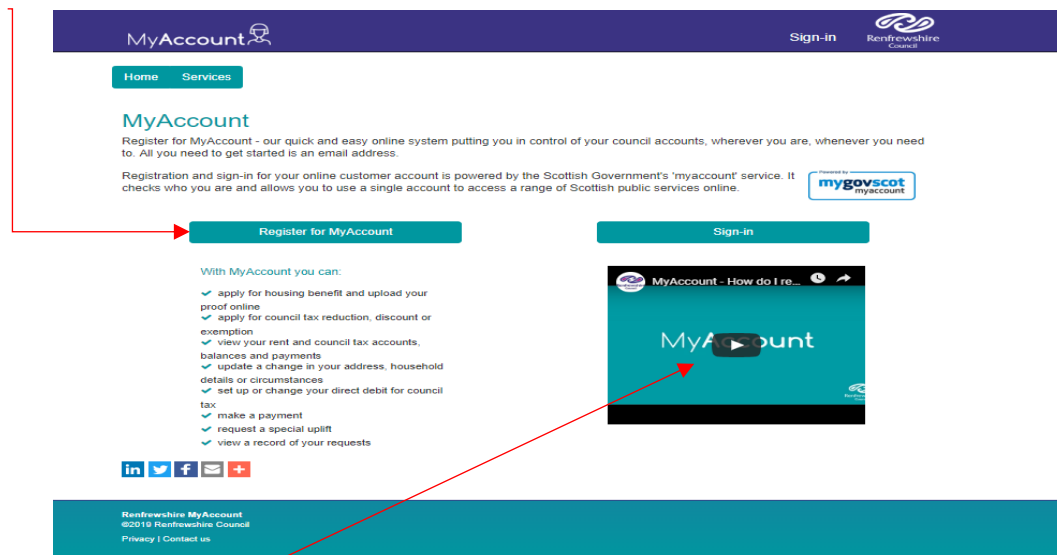 MyAccount
Sign-in
Renfrewshire
Council
Home Services
MyAccount
Register for MyAccount - our quick and easy online system putting you in control of your council accounts, wherever you are, whenever you need
to. All you need to get started is an email address.
Registration and sign-in for your online customer account is powered by the Scottish Government's 'myaccount' service. It
checks who you are and allows you to use a single account to access a range of Scottish public services online.
Powered by
mygovscot
myaccount
Register for MyAccount
Sign-in
With MyAccount you can:
apply for housing benefit and upload your
proof online
apply for council tax reduction, discount or
exemption
view your rent and council tax accounts,
balances and payments
update a change in your address, household
details or circumstances
set up or change your direct debit for council
tax
make a payment
request a special uplift
view a record of your requests
MyAccount - How do I re...
MyAccount
Renfrewshire MyAccount
©2019 Renfrewshire Council
Privacy | Contact us